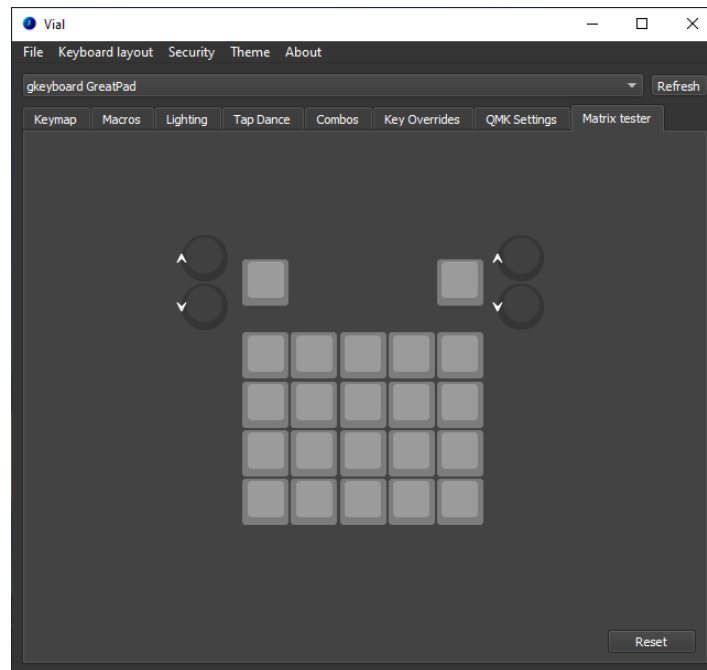 Vial
File Keyboard layout Security Theme About
gkeyboard GreatPad Refresh
Keymap Macros Lighting Tap Dance Combos Key Overrides QMK Settings Matrix tester
Reset